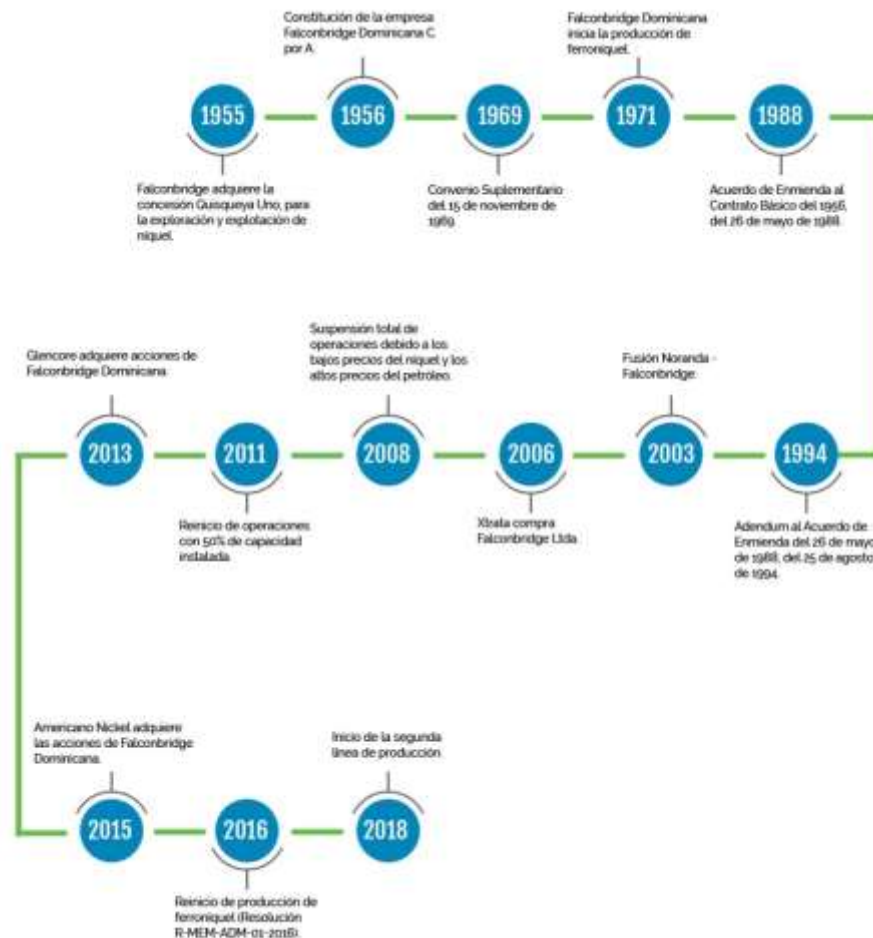 Constitución de la empresa
Falconbridge Dominicana C
por A.
Falconbridge Dominicana
inicia la producción de
ferroniquel.
1955
1956
1969
1971
1988
Falconbridge adquiere la
concesión Quisqueya Uno, para
la exploración y explotación de
niquel.
Convenio Suplementario
del 15 de noviembre de
1969.
Acuerdo de Enmienda al
Contrato Básico del 1956,
del 26 de mayo de 1988.
Glencore adquiere acciones de
Falconbridge Dominicana.
Suspensión total de
operaciones debido a los
bajos precios del niquel y los
altos precios del petróleo.
Fusión Noranda -
Falconbridge.
2013
2011
2008
2006
2003
1994
Reinicio de operaciones
con 50% de capacidad
instalada.
Xtrata compra
Falconbridge Ltda
Adendum al Acuerdo de
Enmienda del 26 de mayo
de 1988, del 25 de agosto
de 1994.
Americano Nickel adquiere
las acciones de Falconbridge
Dominicana.
Inicio de la segunda
línea de producción
2015
2016
2018
Reinicio de producción de
ferroniquel (Resolución
R-MEM-ADM-01-2016).